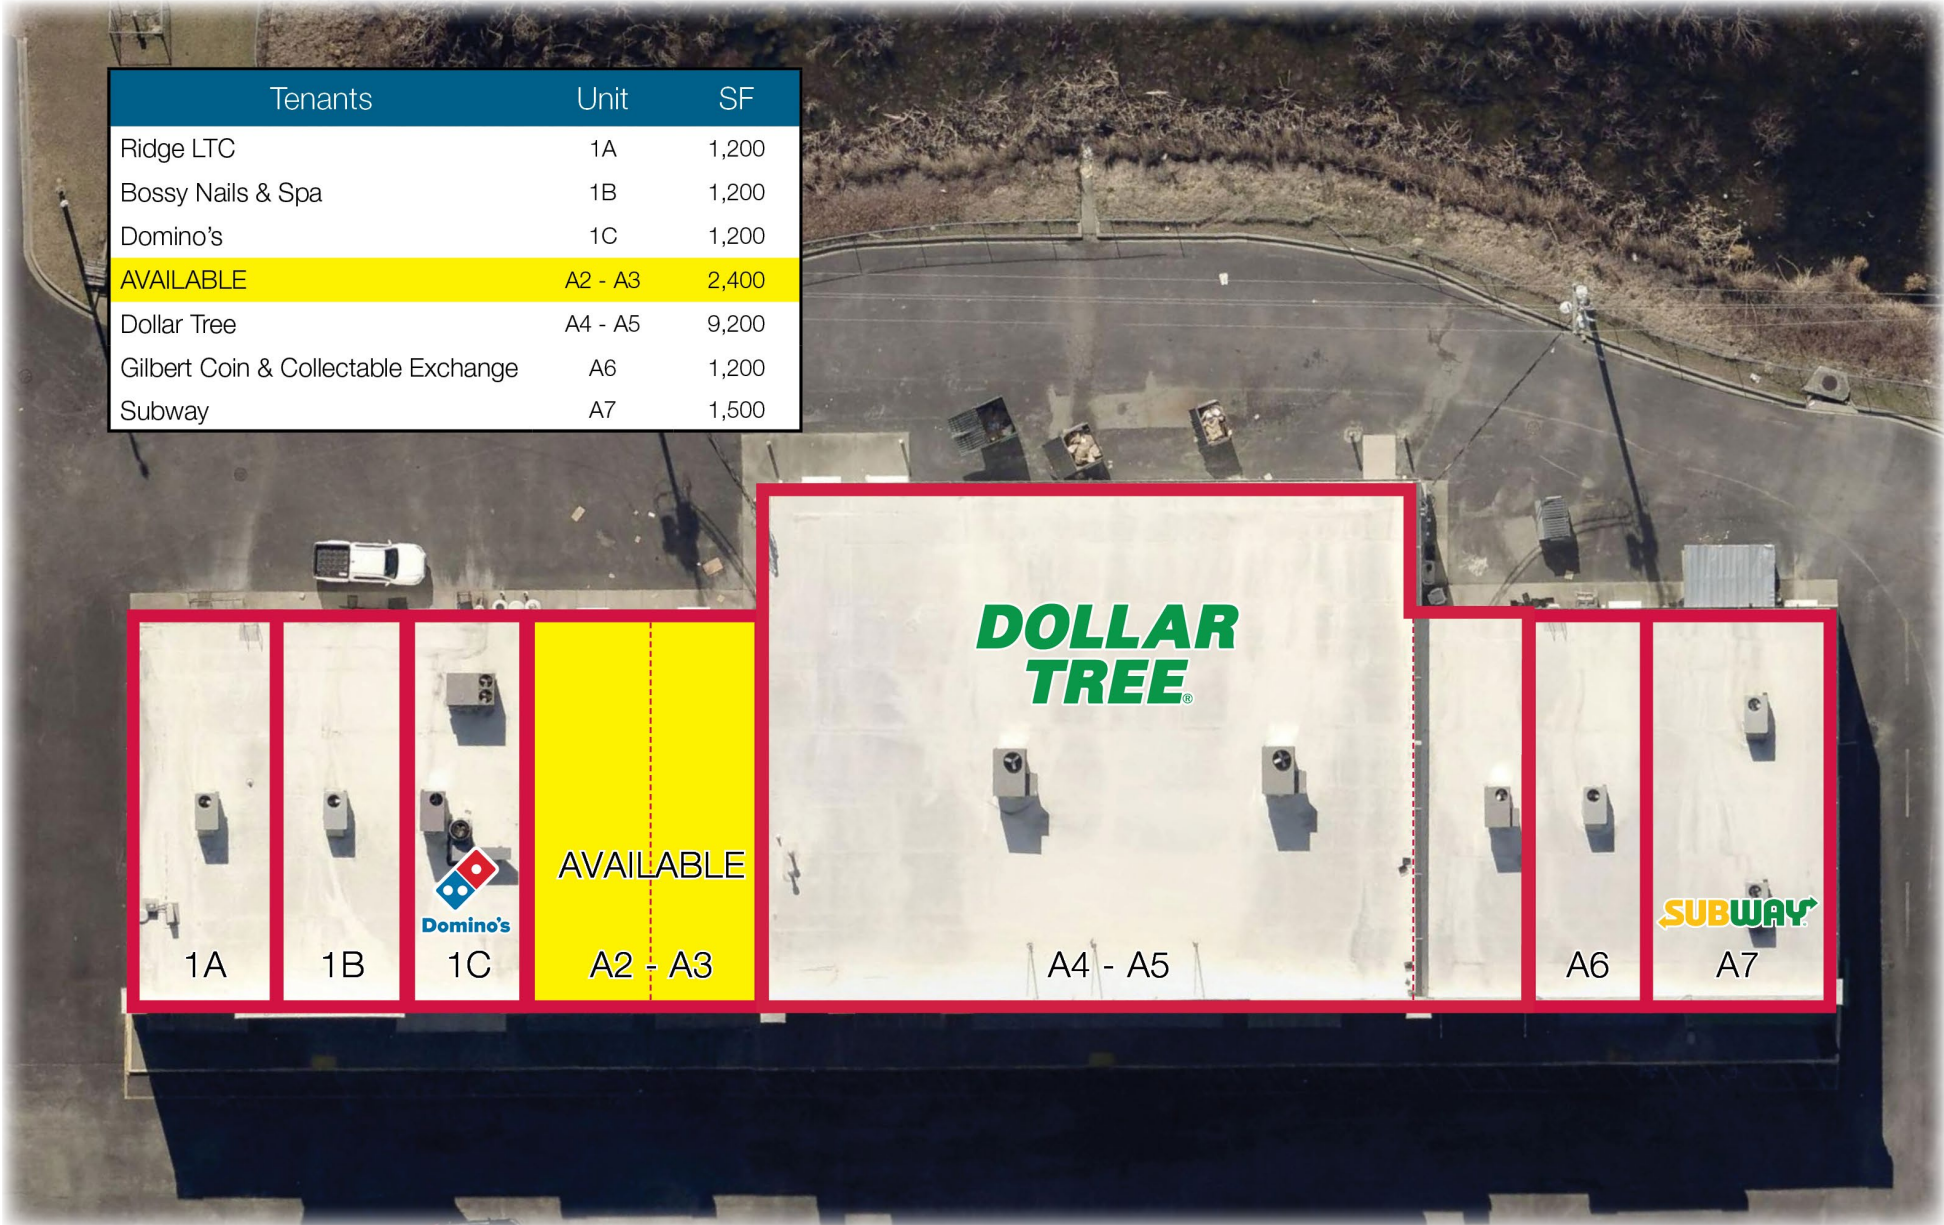 Tenants Unit SF
Ridge LTC 1A 1,200
Bossy Nails & Spa 1B 1,200
Domino's 1C 1,200
AVAILABLE A2 - A3 2,400
Dollar Tree A4 - A5 9,200
Gilbert Coin & Collectable Exchange A6 1,200
Subway A7 1,500
DOLLAR
TREE®
AVAILABLE
Domino's
SUBWAY
1A 1B 1C A2 - A3 A4 - A5 A6 A7